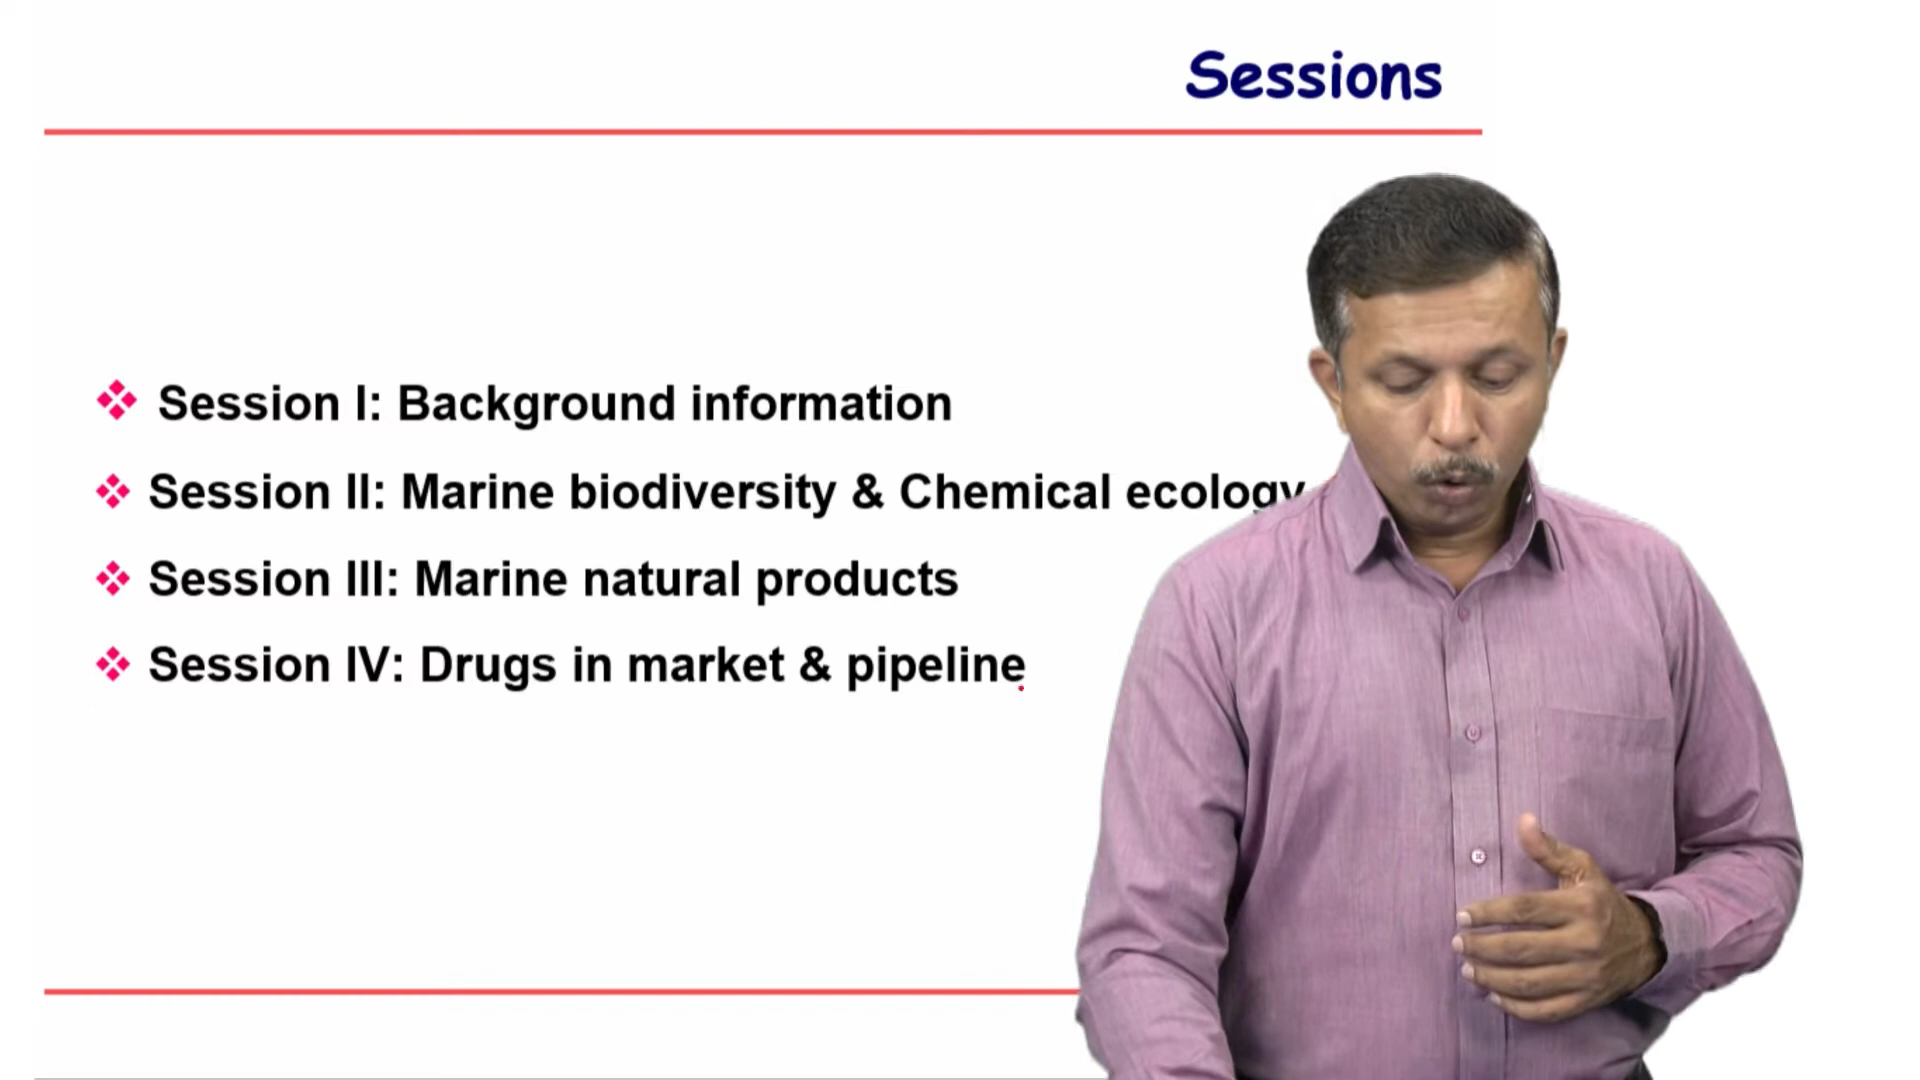 Sessions
Session I: Background information
Session II: Marine biodiversity & Chemical ecology
Session III: Marine natural products
Session IV: Drugs in market & pipeline